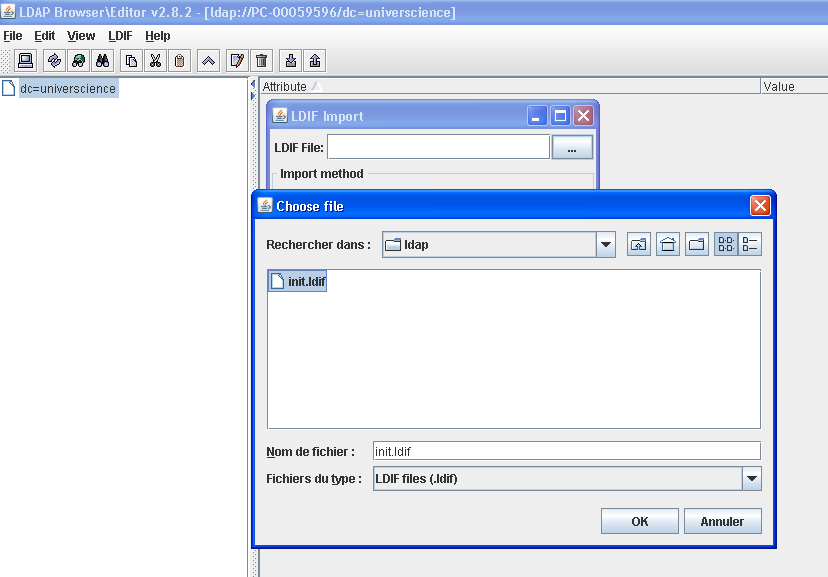 LDAP Browser\Editor v2.8.2 - [ldap://PC-00059596/dc=universcience]
File Edit View LDIF Help
dc=universcience
Attribute Value
LDIF Import
LDIF File: ...
Import method
Choose file
Rechercher dans : ldap
init.ldif
Nom de fichier : init.ldif
Fichiers du type : LDIF files (.ldif)
OK Annuler